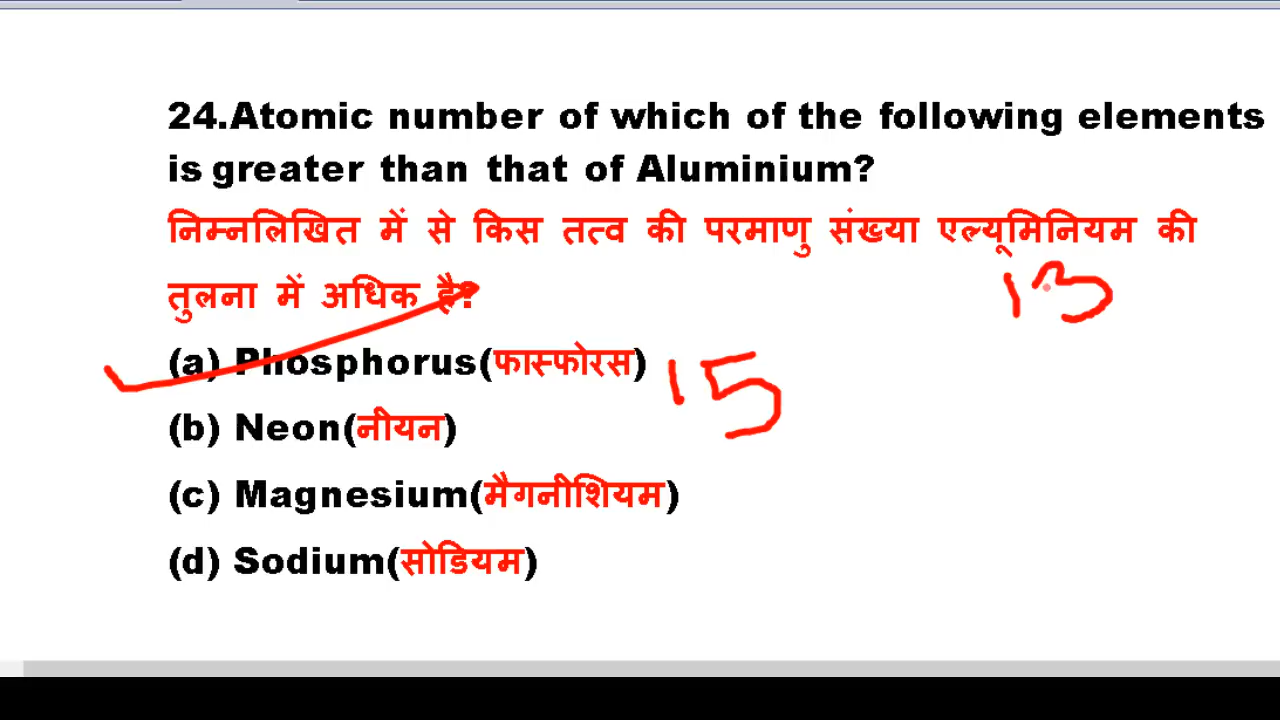 24.Atomic number of which of the following elements
is greater than that of Aluminium?
निम्नलिखित में से किस तत्व की परमाणु संख्या एल्यूमिनियम की
तुलना में अधिक है?
13
(a) Phosphorus(फास्फोरस) 15
(b) Neon(नीयन)
(c) Magnesium(मैगनीशियम)
(d) Sodium(सोडियम)